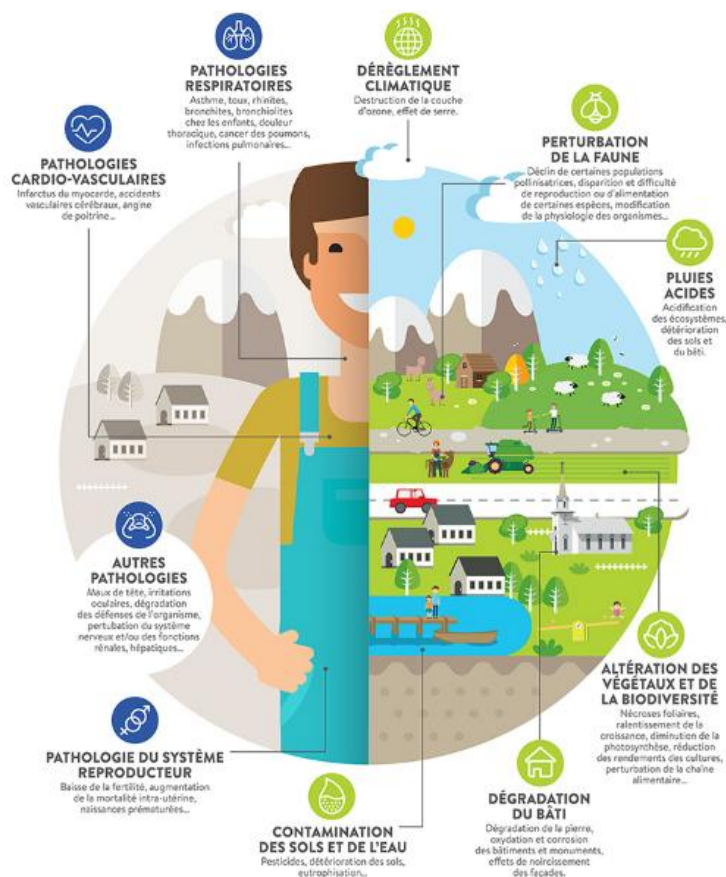 PATHOLOGIES
RESPIRATOIRES
Asthme, toux, rhinites,
bronchites, bronchiolites
chez les enfants, douleur
thoracique, cancer des poumons,
infections pulmonaires...
DÉRÈGLEMENT
CLIMATIQUE
Destruction de la couche
d'ozone, effet de serre.
PATHOLOGIES
CARDIO-VASCULAIRES
Infarctus du myocarde, accidents
vasculaires cérébraux, angine
de poitrine...
PERTURBATION
DE LA FAUNE
Déclin de certaines populations
pollinisatrices, disparition et difficulté
de reproduction ou d'alimentation
de certaines espèces, modification
de la physiologie des organismes...
PLUIES
ACIDES
Acidification
des écosystèmes,
détérioration
des sols et
du bâti.
AUTRES
PATHOLOGIES
Maux de tête, irritations
oculaires, dégradation
des défenses de l'organisme,
perturbation du système
nerveux et/ou des fonctions
rénales, hépatiques...
ALTÉRATION DES
VÉGÉTAUX ET DE
LA BIODIVERSITÉ
Nécroses foliaires,
ralentissement de la
croissance, diminution de la
photosynthèse, réduction
des rendements des cultures,
perturbation de la chaîne
alimentaire...
PATHOLOGIE DU SYSTÈME
REPRODUCTEUR
Baisse de la fertilité, augmentation
de la mortalité intra-utérine,
naissances prématurées...
CONTAMINATION
DES SOLS ET DE L'EAU
Pesticides, détérioration des sols,
eutrophisation...
DÉGRADATION
DU BÂTI
Dégradation de la pierre,
oxydation et corrosion
des bâtiments et monuments,
effets de noircissement
des façades.